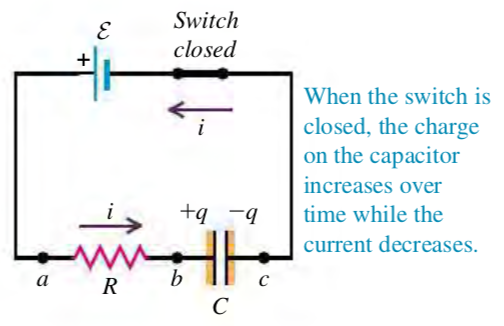 ℰ
Switch
closed
+
i
When the switch is
closed, the charge
on the capacitor
increases over
time while the
current decreases.
i
+q −q
a R b C c